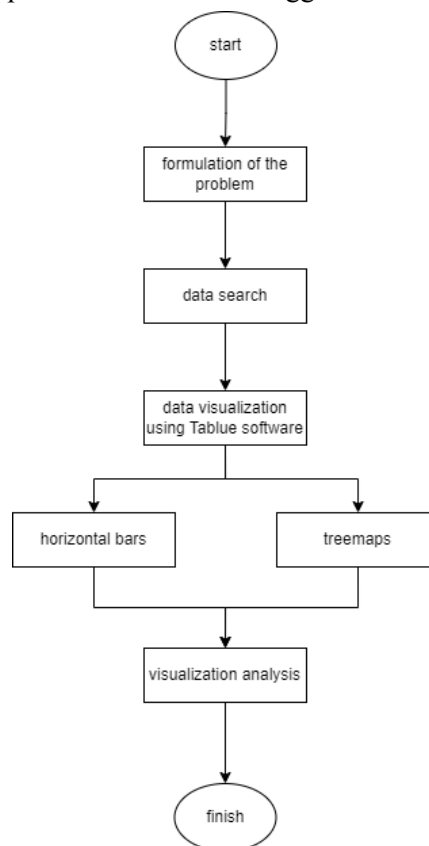 start
formulation of the
problem
data search
data visualization
using Tablue software
horizontal bars
treemaps
visualization analysis
finish